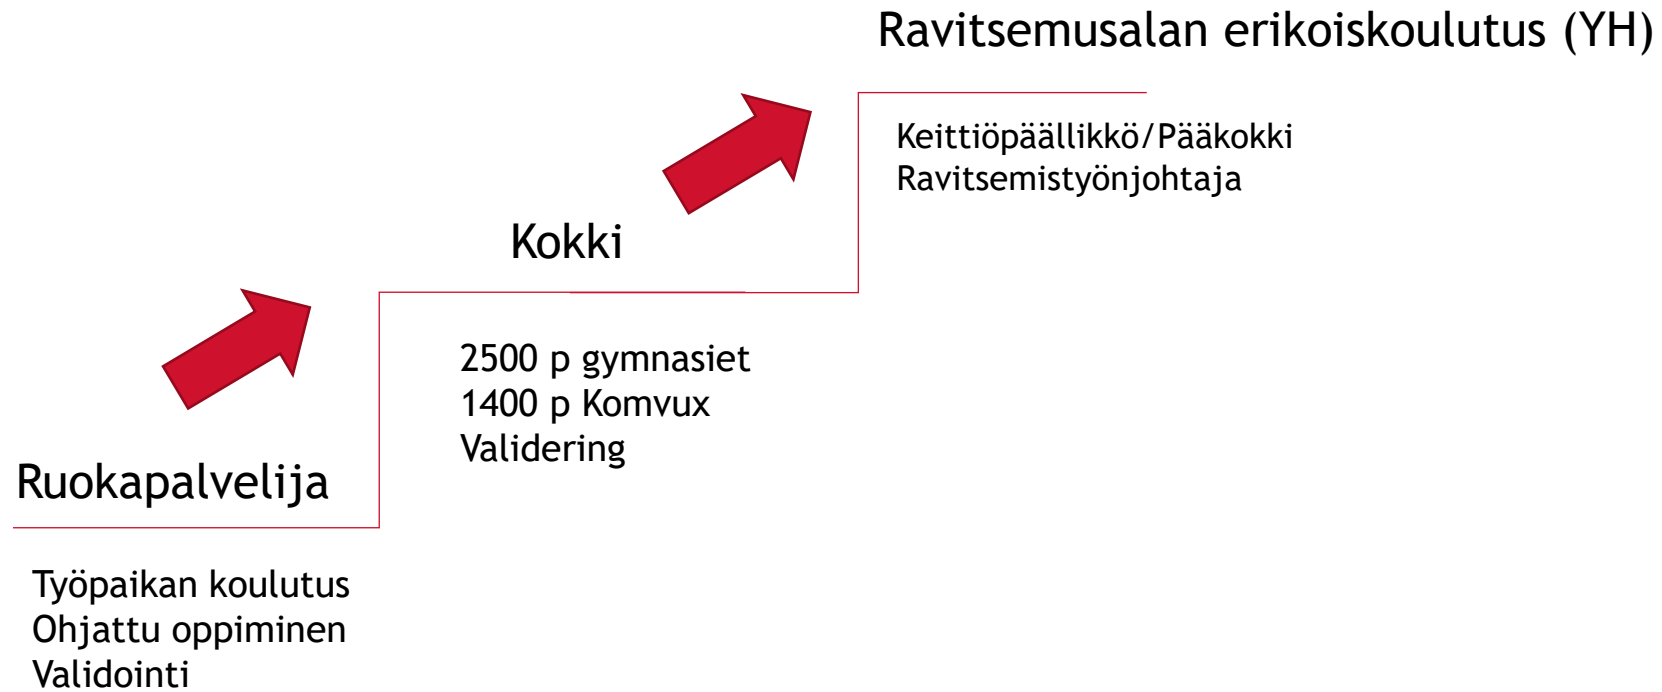 Ravitsemusalan erikoiskoulutus (YH)
Keittiöpäällikkö/Pääkokki
Ravitsemistyönjohtaja
Kokki
2500 p gymnasiet
1400 p Komvux
Validering
Ruokapalvelija
Työpaikan koulutus
Ohjattu oppiminen
Validointi